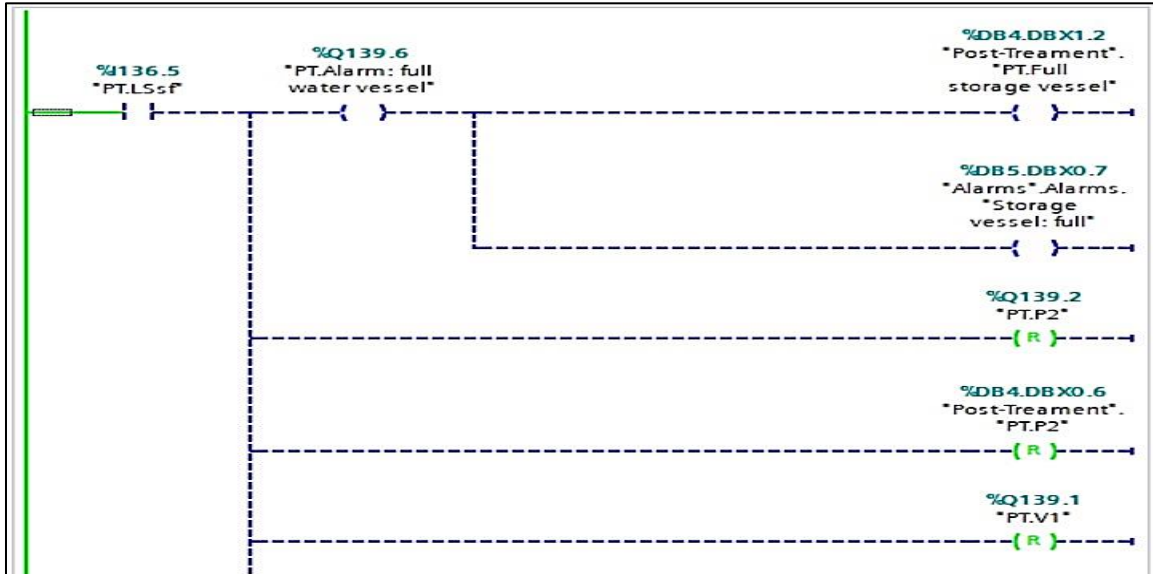 %I136.5
"PT.LSsf"
%Q139.6
"PT.Alarm: full
water vessel"
%DB4.DBX1.2
"Post-Treament".
"PT.Full
storage vessel"
%DB5.DBX0.7
"Alarms".Alarms.
"Storage
vessel: full"
%Q139.2
"PT.P2"
R
%DB4.DBX0.6
"Post-Treament".
"PT.P2"
R
%Q139.1
"PT.V1"
R